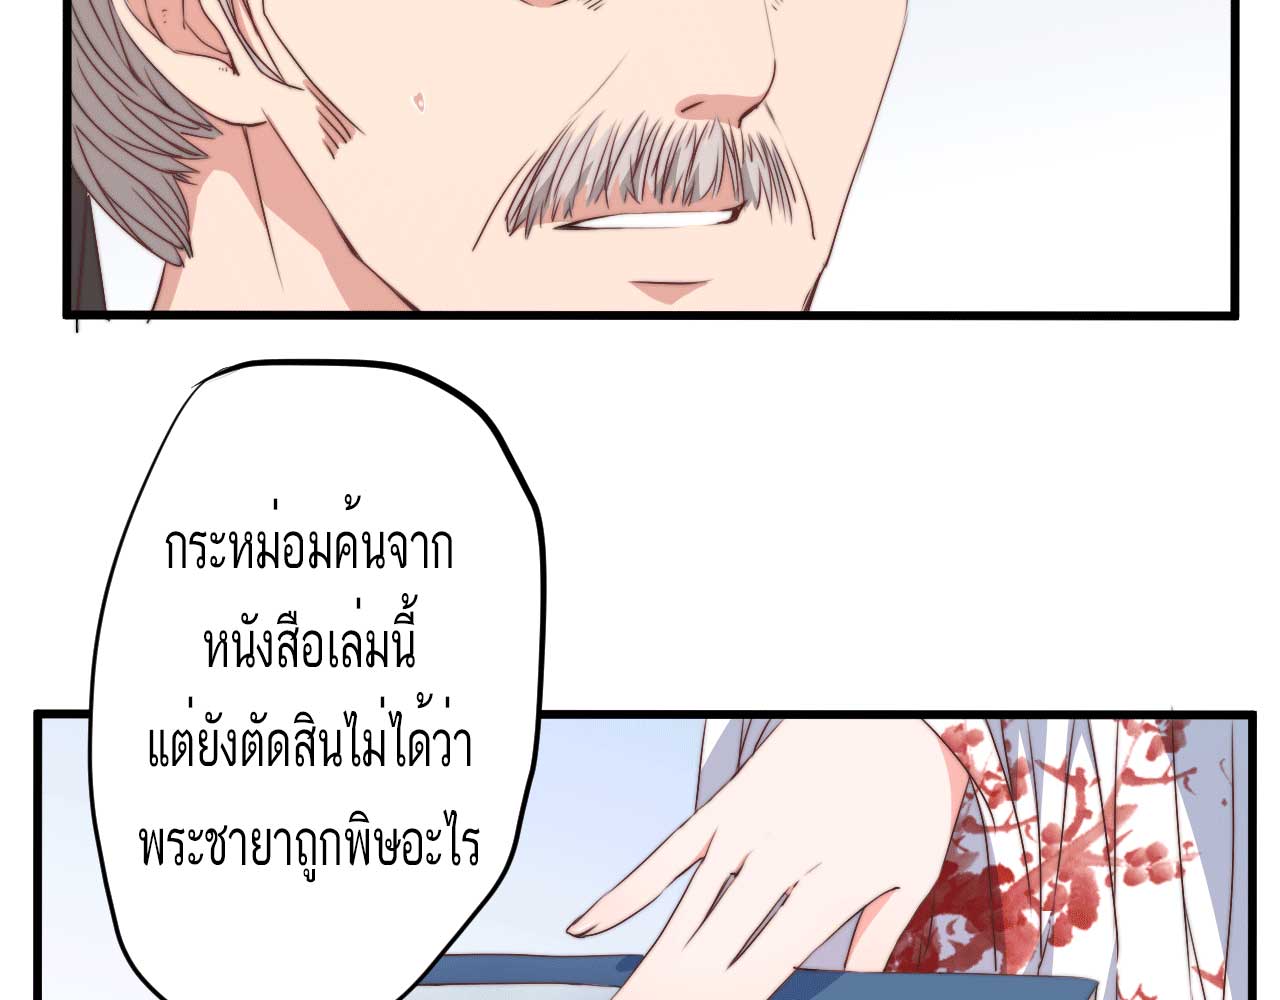 กระหม่อมค้นจาก
หนังสือเล่มนี้
แต่ยังตัดสินไม่ได้ว่า
พระชายาถูกพิษอะไร